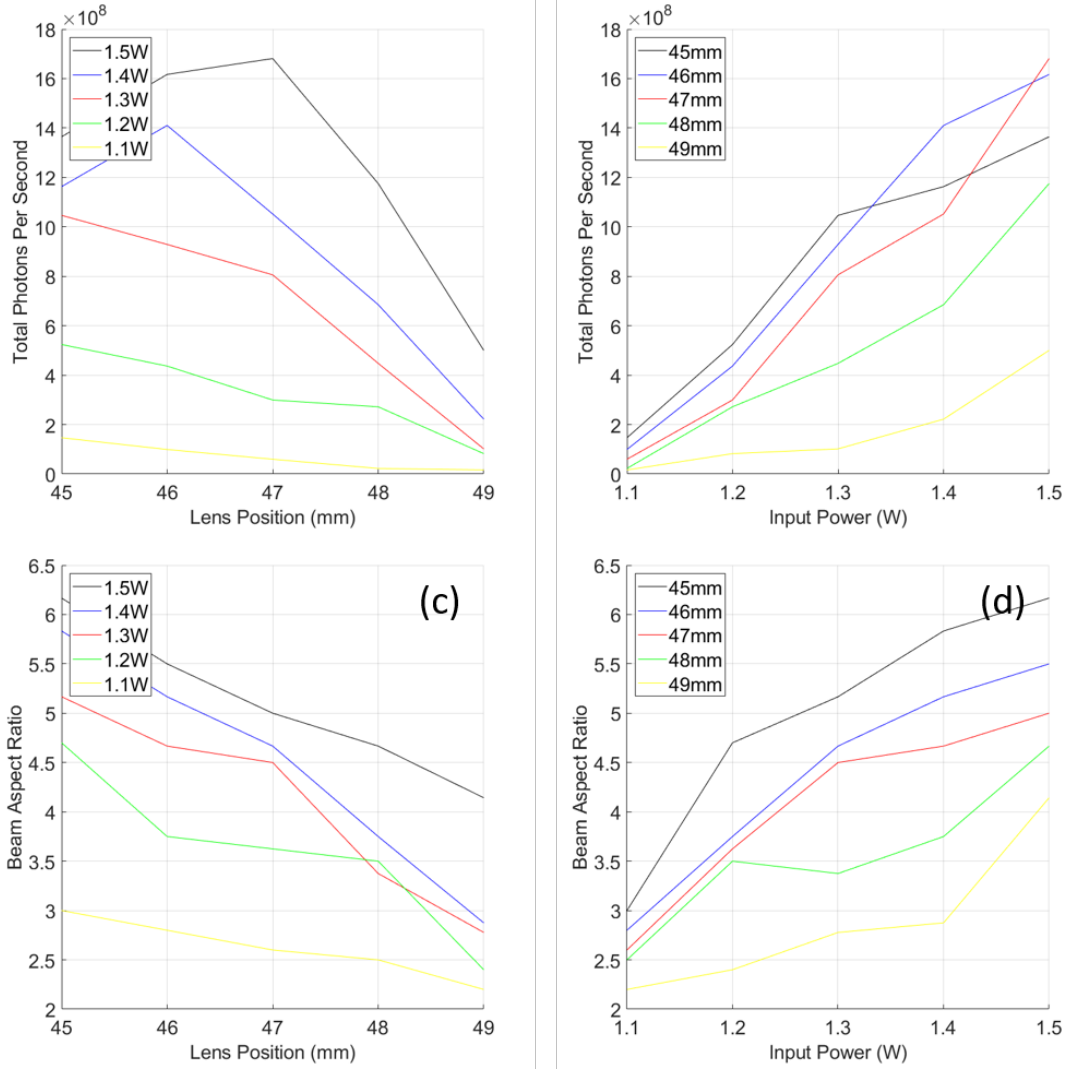 ×10⁸
18
16
14
12
10
8
6
4
2
0
Total Photons Per Second
1.5W
1.4W
1.3W
1.2W
1.1W
45 46 47 48 49
Lens Position (mm)
×10⁸
18
16
14
12
10
8
6
4
2
0
Total Photons Per Second
45mm
46mm
47mm
48mm
49mm
1.1 1.2 1.3 1.4 1.5
Input Power (W)
6.5
6
5.5
5
4.5
4
3.5
3
2.5
2
Beam Aspect Ratio
1.5W
1.4W
1.3W
1.2W
1.1W
(c)
45 46 47 48 49
Lens Position (mm)
6.5
6
5.5
5
4.5
4
3.5
3
2.5
2
Beam Aspect Ratio
45mm
46mm
47mm
48mm
49mm
(d)
1.1 1.2 1.3 1.4 1.5
Input Power (W)